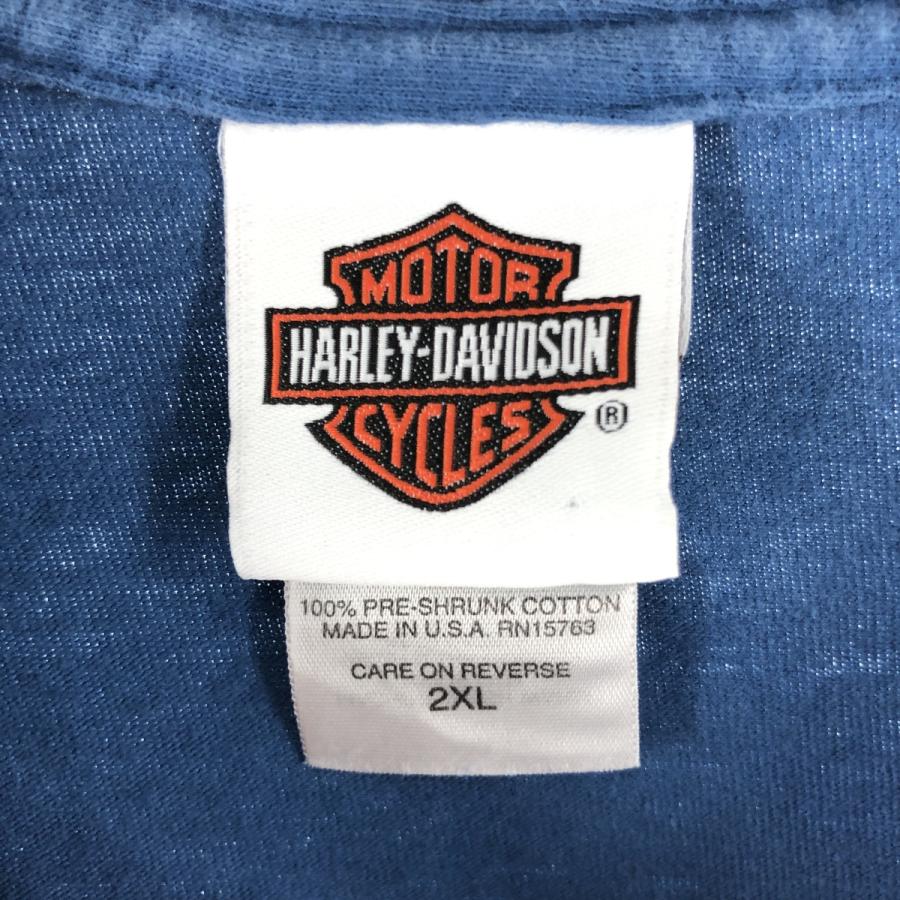 MOTOR
HARLEY-DAVIDSON
CYCLES
®
100% PRE-SHRUNK COTTON
MADE IN U.S.A. RN15763
CARE ON REVERSE
2XL